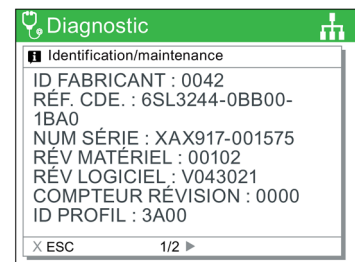 Diagnostic
Identification/maintenance
ID FABRICANT : 0042
RÉF. CDE. : 6SL3244-0BB00-
1BA0
NUM SÉRIE : XAX917-001575
RÉV MATÉRIEL : 00102
RÉV LOGICIEL : V043021
COMPTEUR RÉVISION : 0000
ID PROFIL : 3A00
X ESC 1/2 ▶